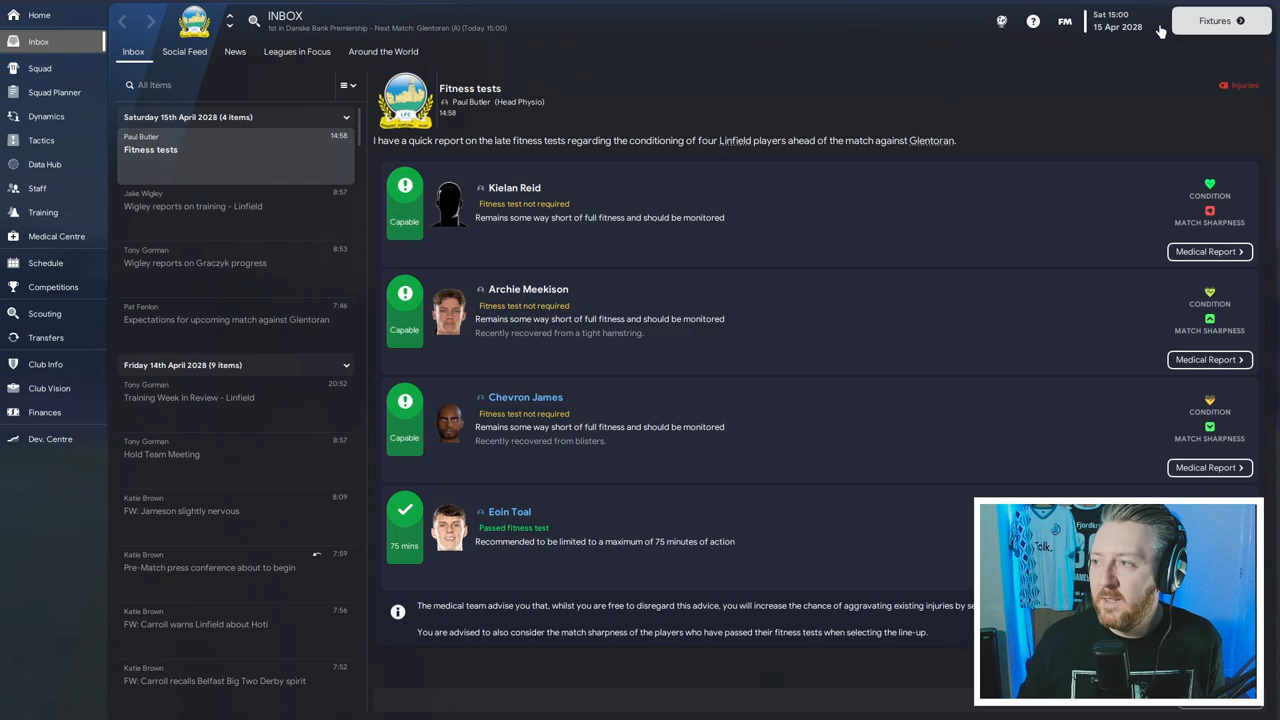 Home
Inbox
Squad
Squad Planner
Dynamics
Tactics
Data Hub
Staff
Training
Medical Centre
Schedule
Competitions
Scouting
Transfers
Club Info
Club Vision
Finances
Dev. Centre
INBOX
1st in Danske Bank Premiership - Next Match: Glentoran (A) (Today 15:00)
FM
Sat 15:00
15 Apr 2028
Fixtures
Inbox Social Feed News Leagues in Focus Around the World
All Items
Saturday 15th April 2028 (4 items)
Paul Butler 14:58
Fitness tests
Jake Wigley 8:57
Wigley reports on training - Linfield
Tony Gorman 8:53
Wigley reports on Graczyk progress
Pat Fenlon 7:46
Expectations for upcoming match against Glentoran
Friday 14th April 2028 (9 items)
Tony Gorman 20:52
Training Week In Review - Linfield
Tony Gorman 8:57
Hold Team Meeting
Katie Brown 8:09
FW: Jameson slightly nervous
Katie Brown 7:59
Pre-Match press conference about to begin
Katie Brown 7:56
FW: Carroll warns Linfield about Hoti
Katie Brown 7:52
FW: Carroll recalls Belfast Big Two Derby spirit
Fitness tests
Paul Butler (Head Physio)
14:58
Injuries
I have a quick report on the late fitness tests regarding the conditioning of four Linfield players ahead of the match against Glentoran.
Capable
Kielan Reid
Fitness test not required
Remains some way short of full fitness and should be monitored
CONDITION
MATCH SHARPNESS
Medical Report
Capable
Archie Meekison
Fitness test not required
Remains some way short of full fitness and should be monitored
Recently recovered from a tight hamstring.
CONDITION
MATCH SHARPNESS
Medical Report
Capable
Chevron James
Fitness test not required
Remains some way short of full fitness and should be monitored
Recently recovered from blisters.
CONDITION
MATCH SHARPNESS
Medical Report
75 mins
Eoin Toal
Passed fitness test
Recommended to be limited to a maximum of 75 minutes of action
The medical team advise you that, whilst you are free to disregard this advice, you will increase the chance of aggravating existing injuries by
You are advised to also consider the match sharpness of the players who have passed their fitness tests when selecting the line-up.
Talk.